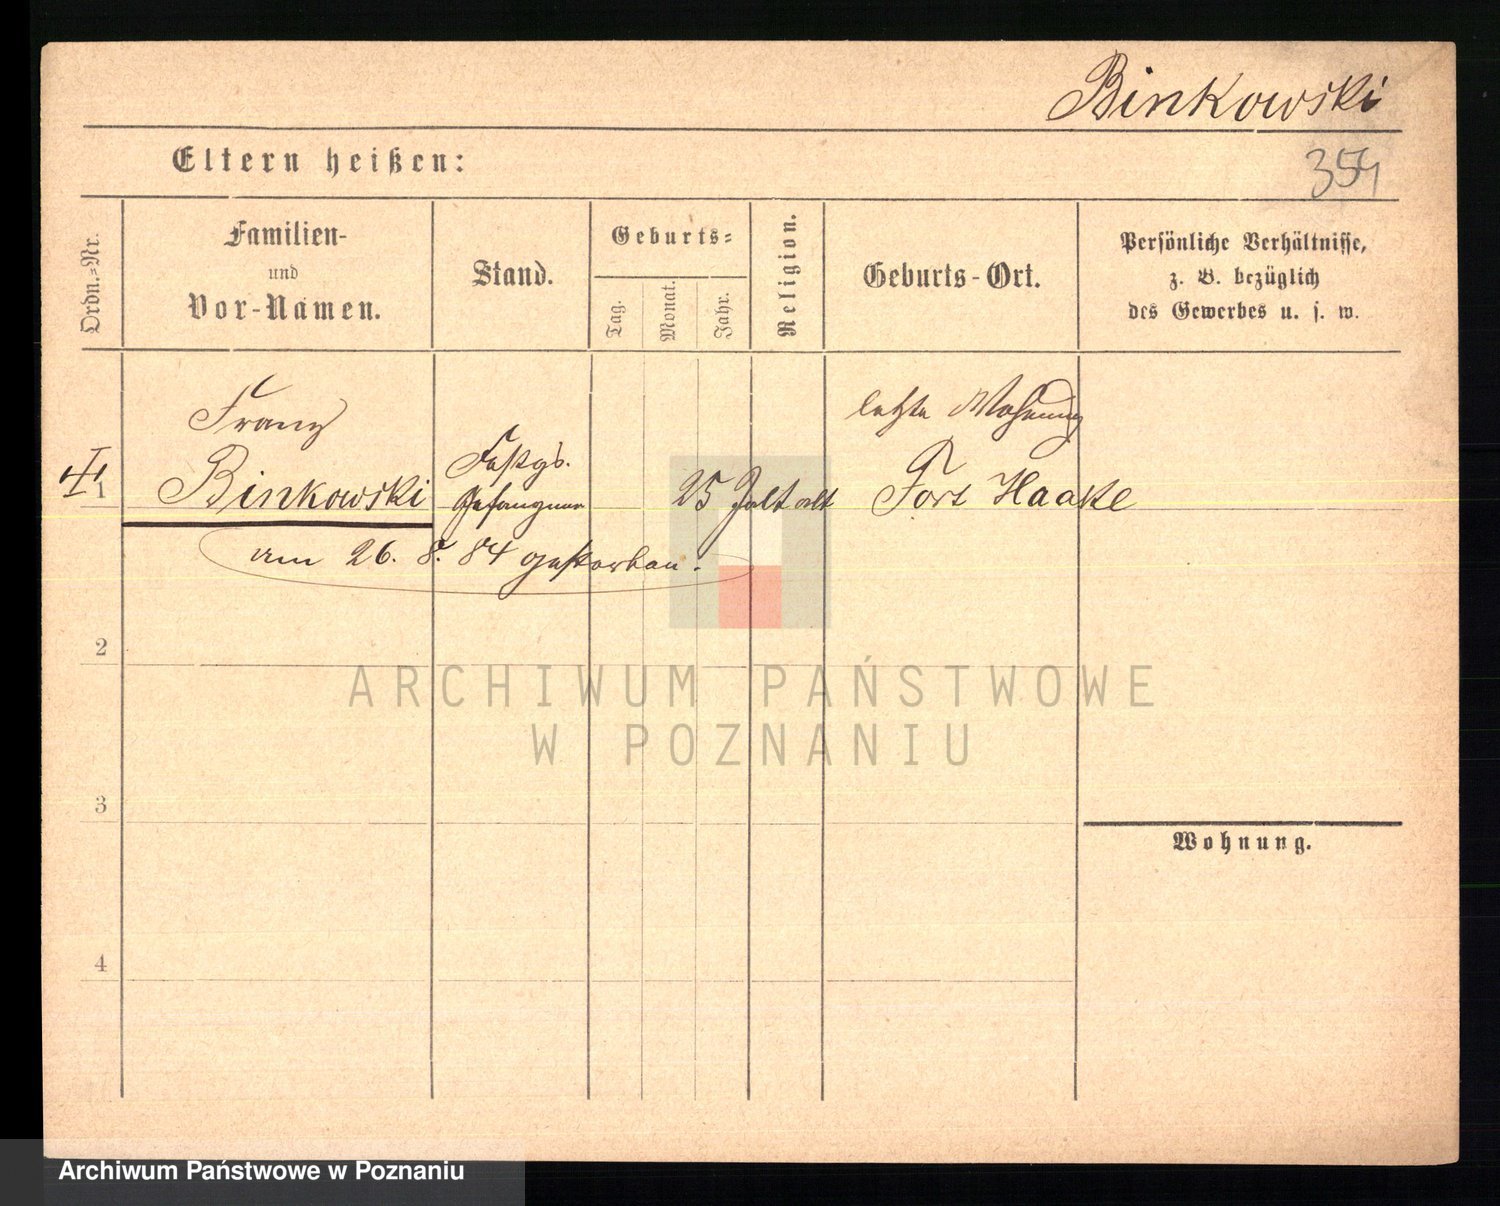 Binkowski
Eltern heißen:
354
Ordn.-Nr.
Familien-
und
Vor-Namen.
Stand.
Geburts-
Tag.
Monat.
Jahr.
Religion.
Geburts-Ort.
Persönliche Verhältnisse,
z. B. bezüglich
des Gewerbes u. s. w.
Franz
letzte Wohnung
1
Binkowski
Festgs.
Gefangener
25 Jahr alt
Fort Haake
am 26. 8. 84 gestorben.
2
ARCHIWUM PAŃSTWOWE
W POZNANIU
3
Wohnung.
4
Archiwum Państwowe w Poznaniu